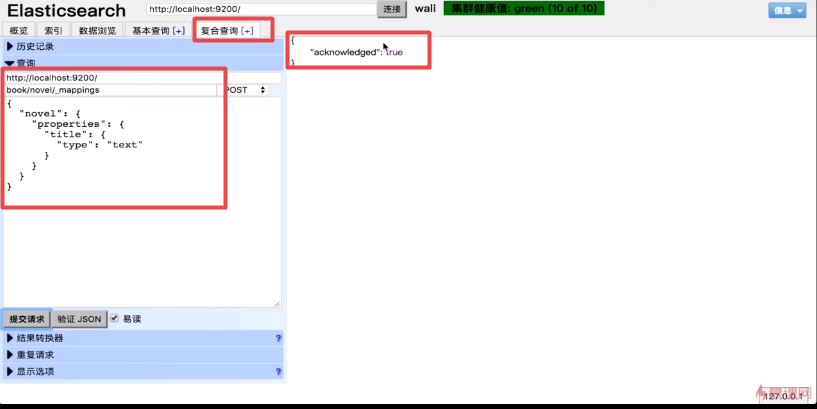 Elasticsearch http://localhost:9200/ 连接 wali 集群健康值: green (10 of 10) 信息
概览 索引 数据浏览 基本查询 [+] 复合查询 [+]
历史记录
查询
http://localhost:9200/
book/novel/_mappings POST
{
"novel": {
"properties": {
"title": {
"type": "text"
}
}
}
}
提交请求 验证 JSON 易读
结果转换器 ?
重复请求
显示选项 ?
{
"acknowledged": true
}
127.0.0.1